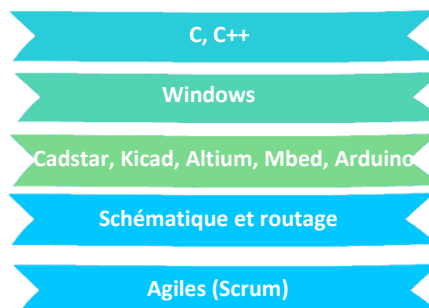 C, C++
Windows
Cadstar, Kicad, Altium, Mbed, Arduino
Schématique et routage
Agiles (Scrum)